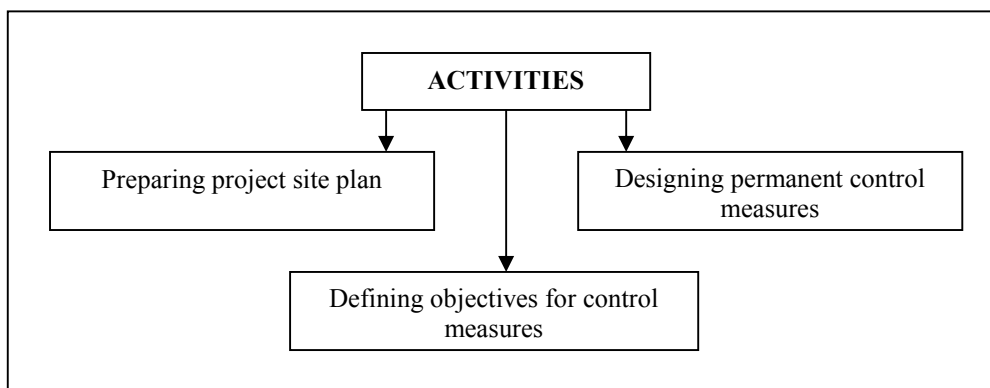 ACTIVITIES
Preparing project site plan
Designing permanent control
measures
Defining objectives for control
measures